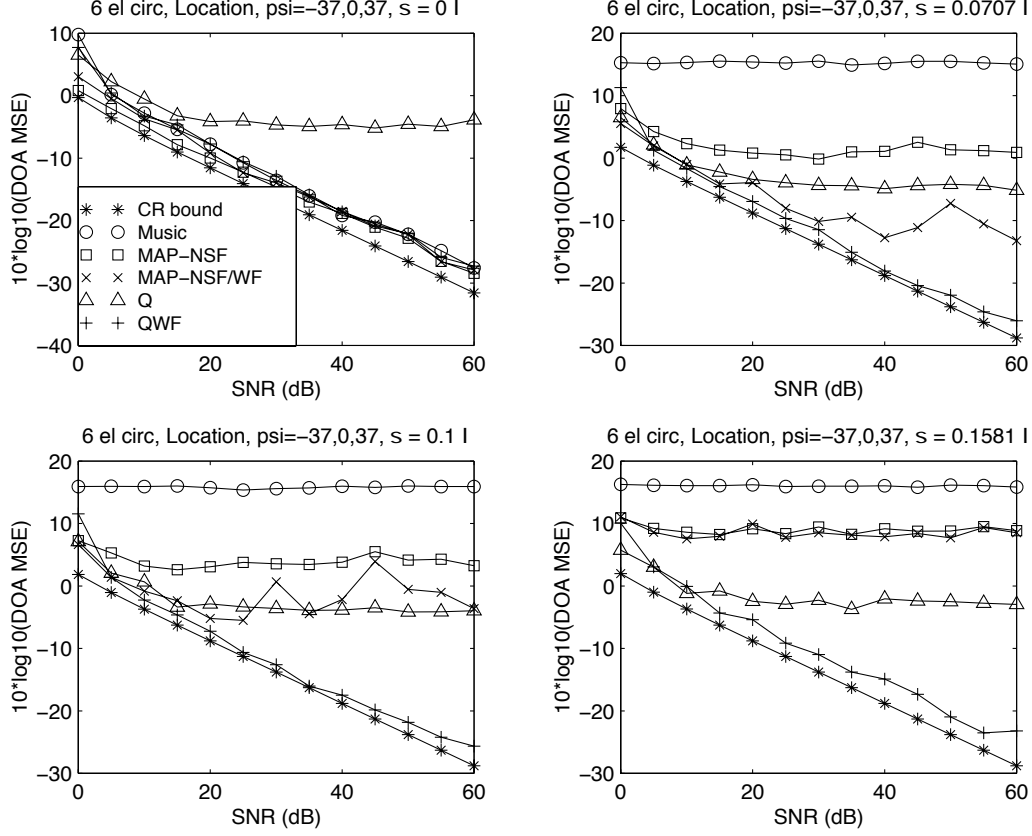 6 el circ, Location, psi=−37,0,37, s = 0 l
10
0
−10
−20
−30
−40
0
20
40
60
SNR (dB)
10*log10(DOA MSE)
CR bound
Music
MAP−NSF
MAP−NSF/WF
Q
QWF
6 el circ, Location, psi=−37,0,37, s = 0.0707 l
20
10
0
−10
−20
−30
0
20
40
60
SNR (dB)
10*log10(DOA MSE)
6 el circ, Location, psi=−37,0,37, s = 0.1 l
20
10
0
−10
−20
−30
0
20
40
60
SNR (dB)
10*log10(DOA MSE)
6 el circ, Location, psi=−37,0,37, s = 0.1581 l
20
10
0
−10
−20
−30
0
20
40
60
SNR (dB)
10*log10(DOA MSE)